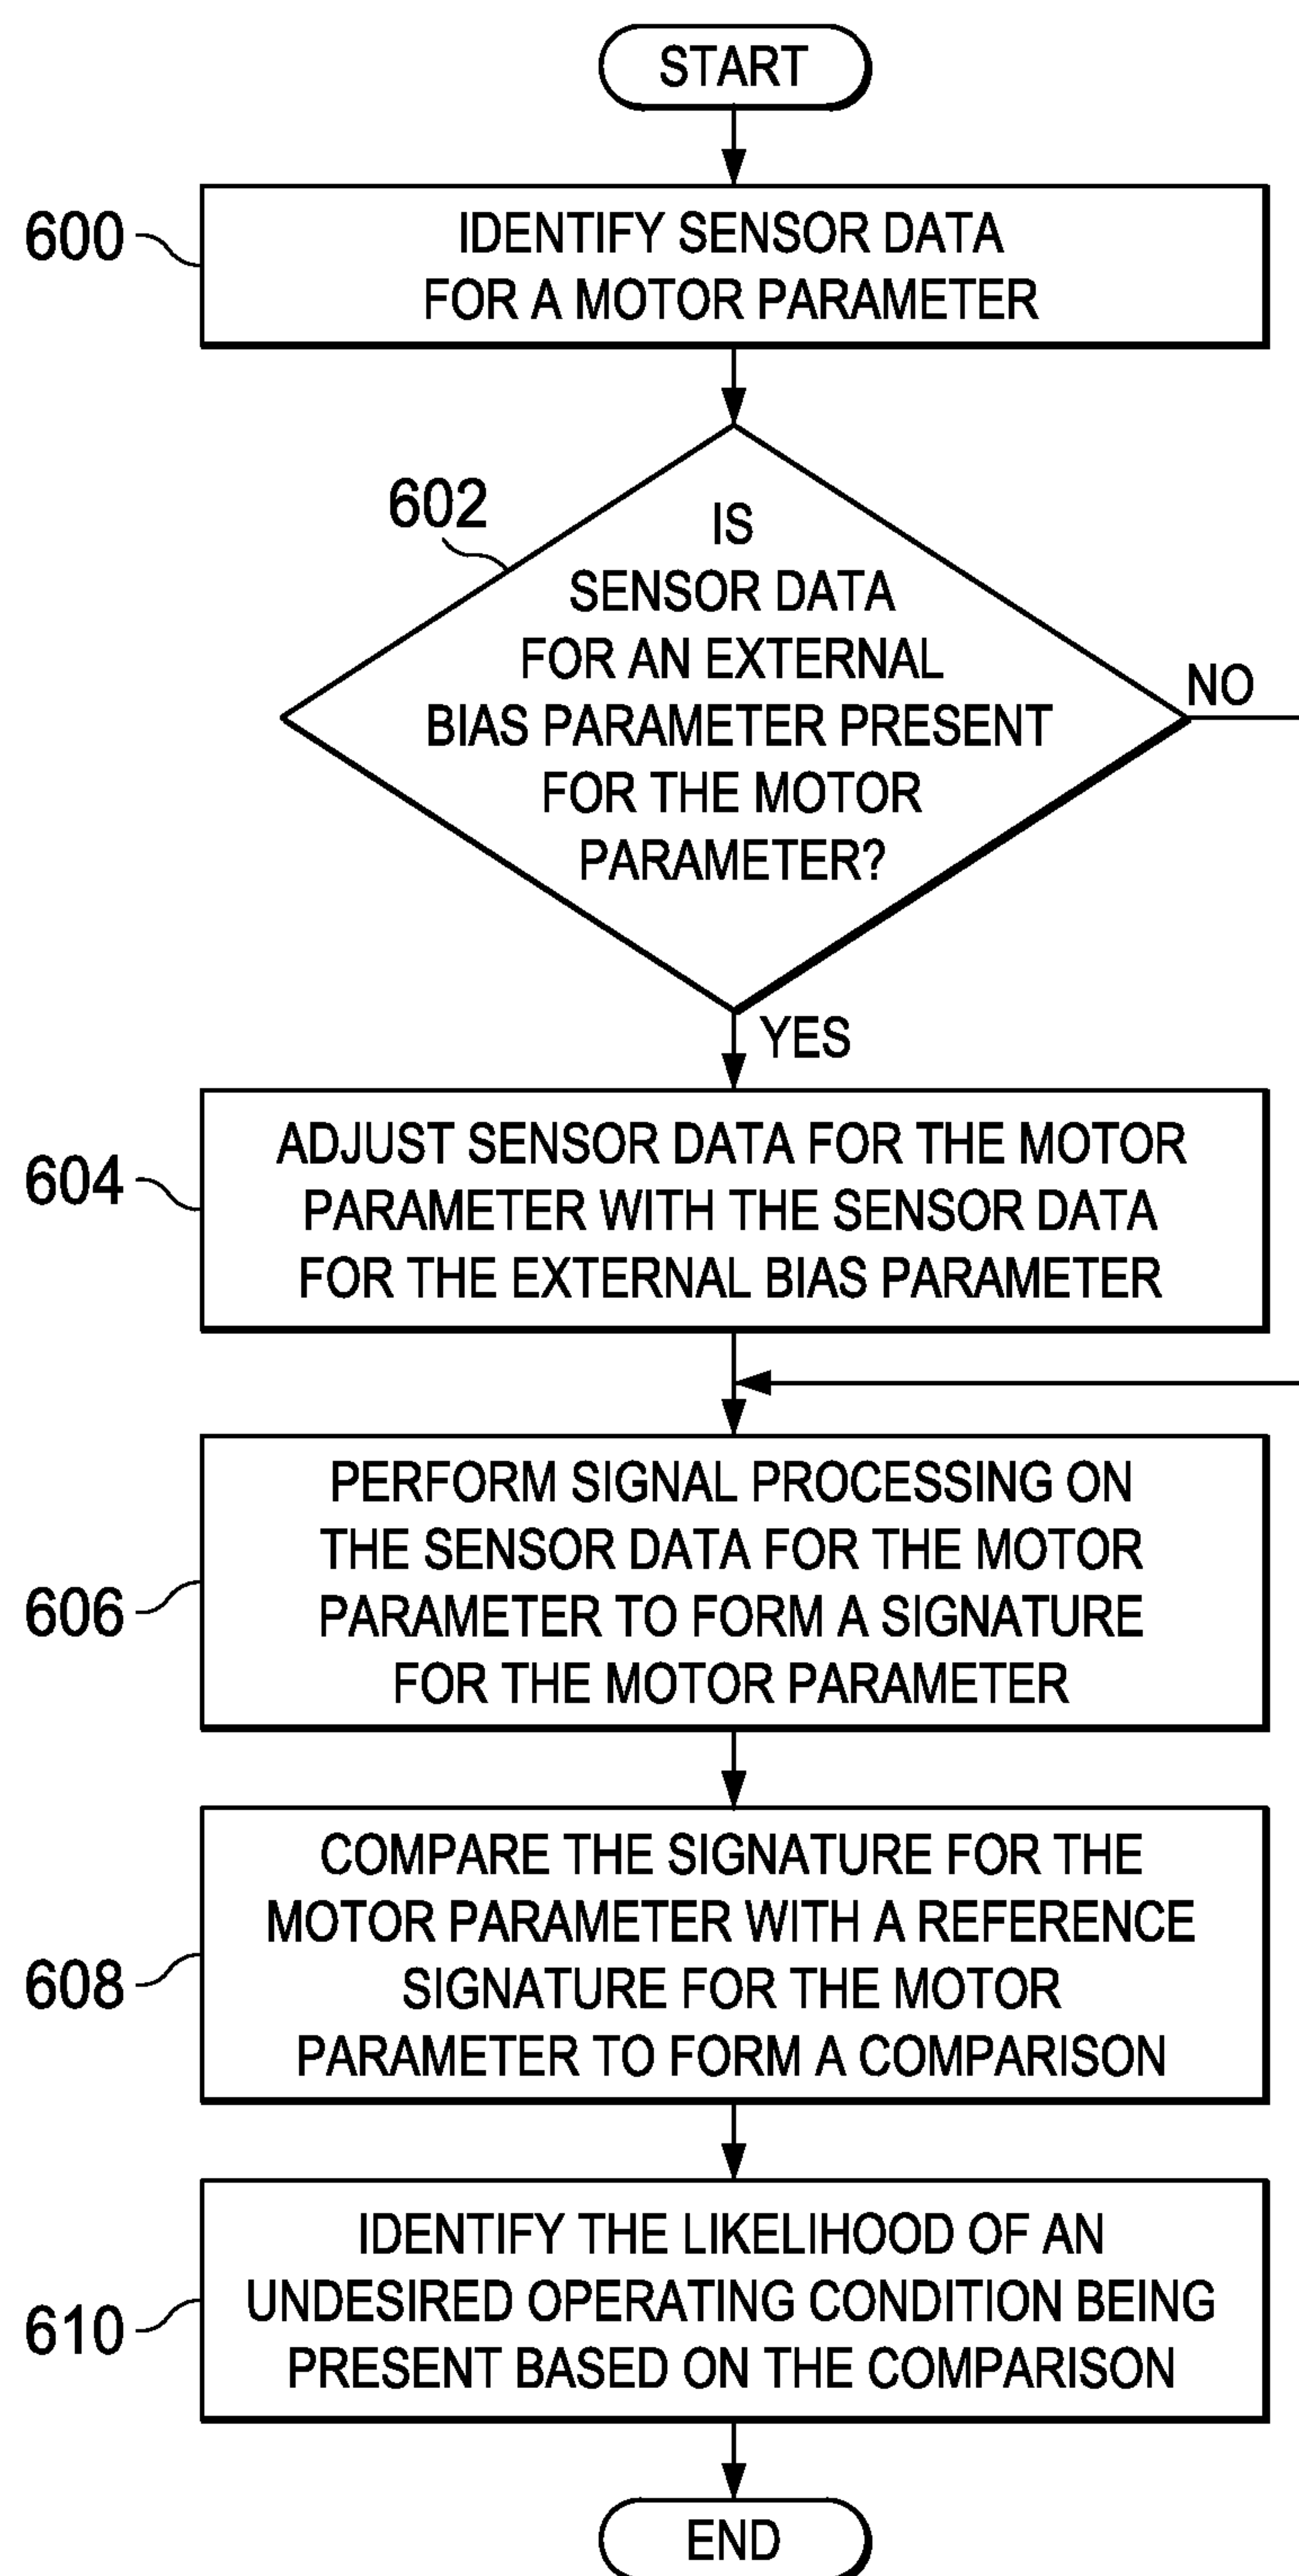 START
600
IDENTIFY SENSOR DATA
FOR A MOTOR PARAMETER
602
IS
SENSOR DATA
FOR AN EXTERNAL
BIAS PARAMETER PRESENT
FOR THE MOTOR
PARAMETER?
NO
YES
604
ADJUST SENSOR DATA FOR THE MOTOR
PARAMETER WITH THE SENSOR DATA
FOR THE EXTERNAL BIAS PARAMETER
606
PERFORM SIGNAL PROCESSING ON
THE SENSOR DATA FOR THE MOTOR
PARAMETER TO FORM A SIGNATURE
FOR THE MOTOR PARAMETER
608
COMPARE THE SIGNATURE FOR THE
MOTOR PARAMETER WITH A REFERENCE
SIGNATURE FOR THE MOTOR
PARAMETER TO FORM A COMPARISON
610
IDENTIFY THE LIKELIHOOD OF AN
UNDESIRED OPERATING CONDITION BEING
PRESENT BASED ON THE COMPARISON
END